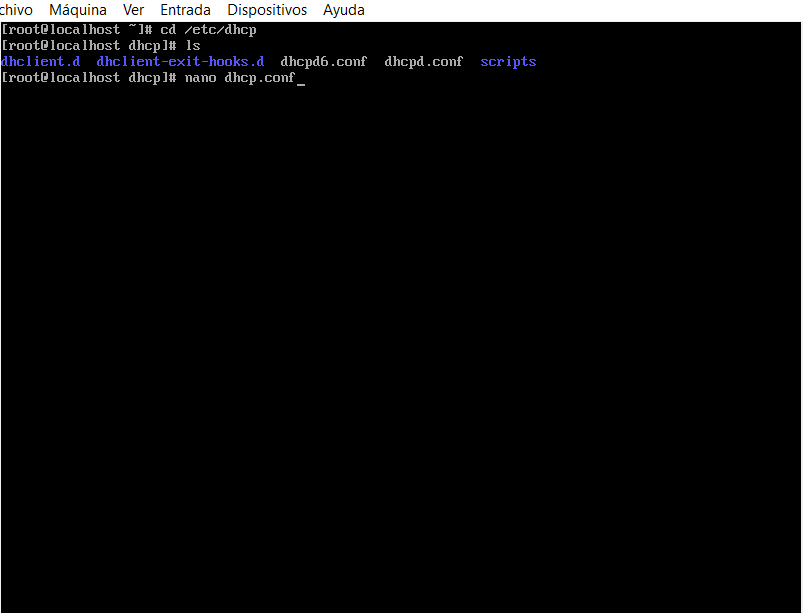 chivo Máquina Ver Entrada Dispositivos Ayuda
[root@localhost ~]# cd /etc/dhcp
[root@localhost dhcp]# ls
dhclient.d dhclient-exit-hooks.d dhcpd6.conf dhcpd.conf scripts
[root@localhost dhcp]# nano dhcp.conf_